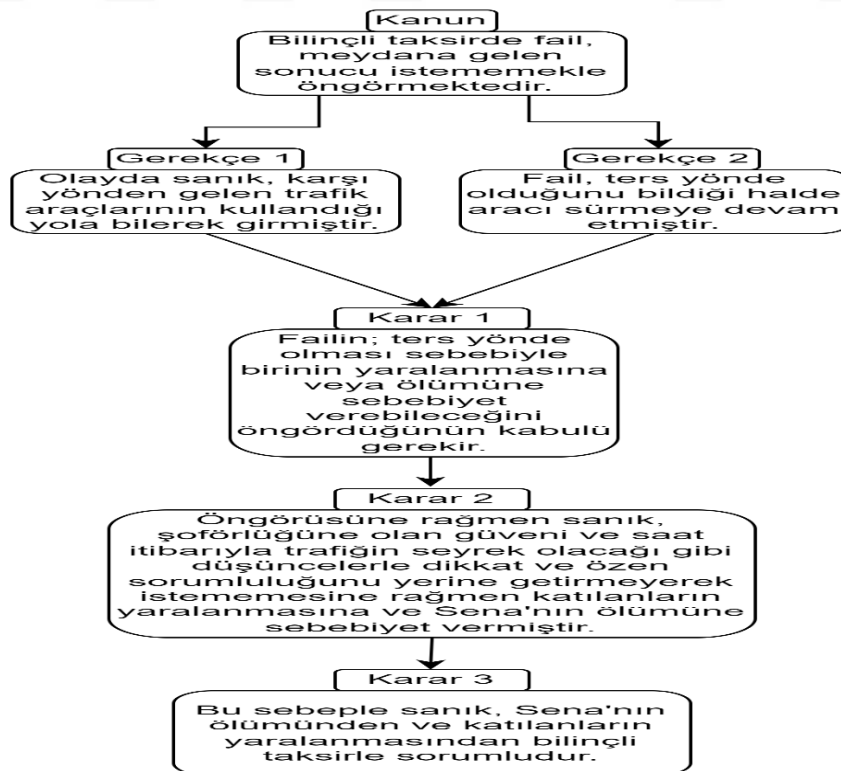 Kanun
Bilinçli taksirde fail,
meydana gelen
sonucu istememekle
öngörmektedir.
Gerekçe 1
Olayda sanık, karşı
yönden gelen trafik
araçlarının kullandığı
yola bilerek girmiştir.
Gerekçe 2
Fail, ters yönde
olduğunu bildiği halde
aracı sürmeye devam
etmiştir.
Karar 1
Failin; ters yönde
olması sebebiyle
birinin yaralanmasına
veya ölümüne
sebebiyet
verebileceğini
öngördüğünün kabulü
gerekir.
Karar 2
Öngörüsüne rağmen sanık,
şoförlüğüne olan güveni ve saat
itibarıyla trafiğin seyrek olacağı gibi
düşüncelerle dikkat ve özen
sorumluluğunu yerine getirmeyerek
istememesine rağmen katılanların
yaralanmasına ve Sena'nın ölümüne
sebebiyet vermiştir.
Karar 3
Bu sebeple sanık, Sena'nın
ölümünden ve katılanların
yaralanmasından bilinçli
taksirle sorumludur.